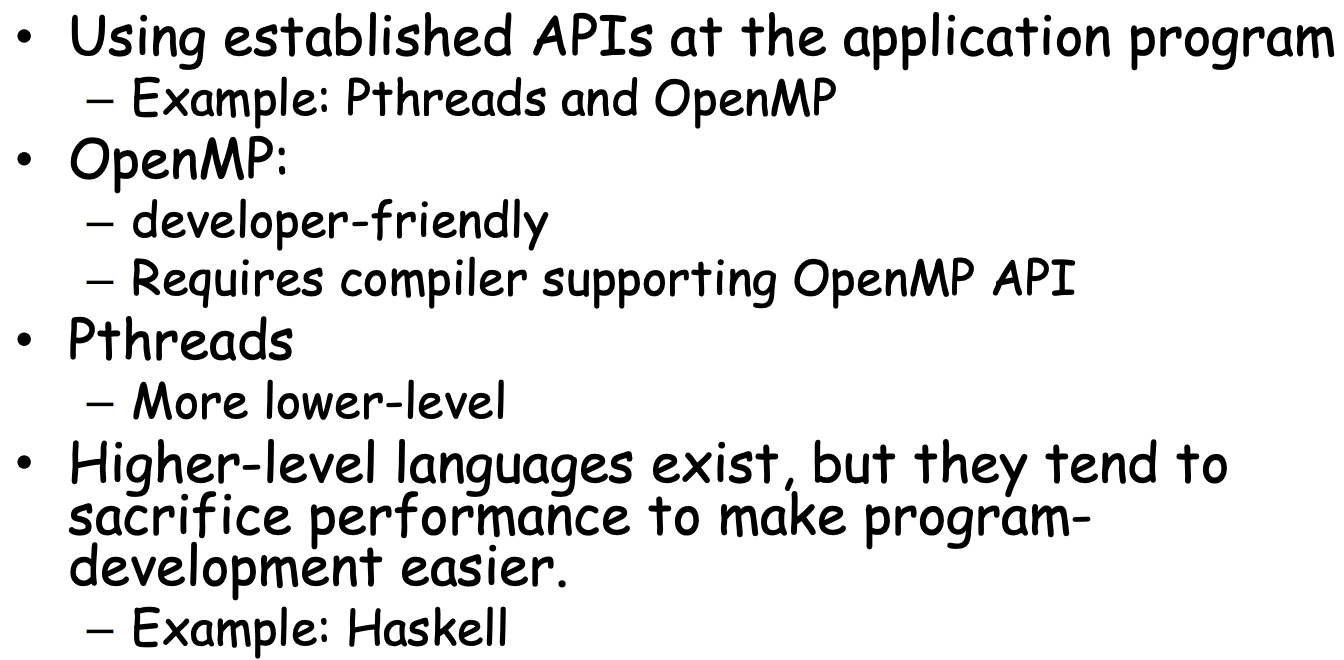 • Using established APIs at the application program
– Example: Pthreads and OpenMP
• OpenMP:
– developer-friendly
– Requires compiler supporting OpenMP API
• Pthreads
– More lower-level
• Higher-level languages exist, but they tend to
sacrifice performance to make program-
development easier.
– Example: Haskell